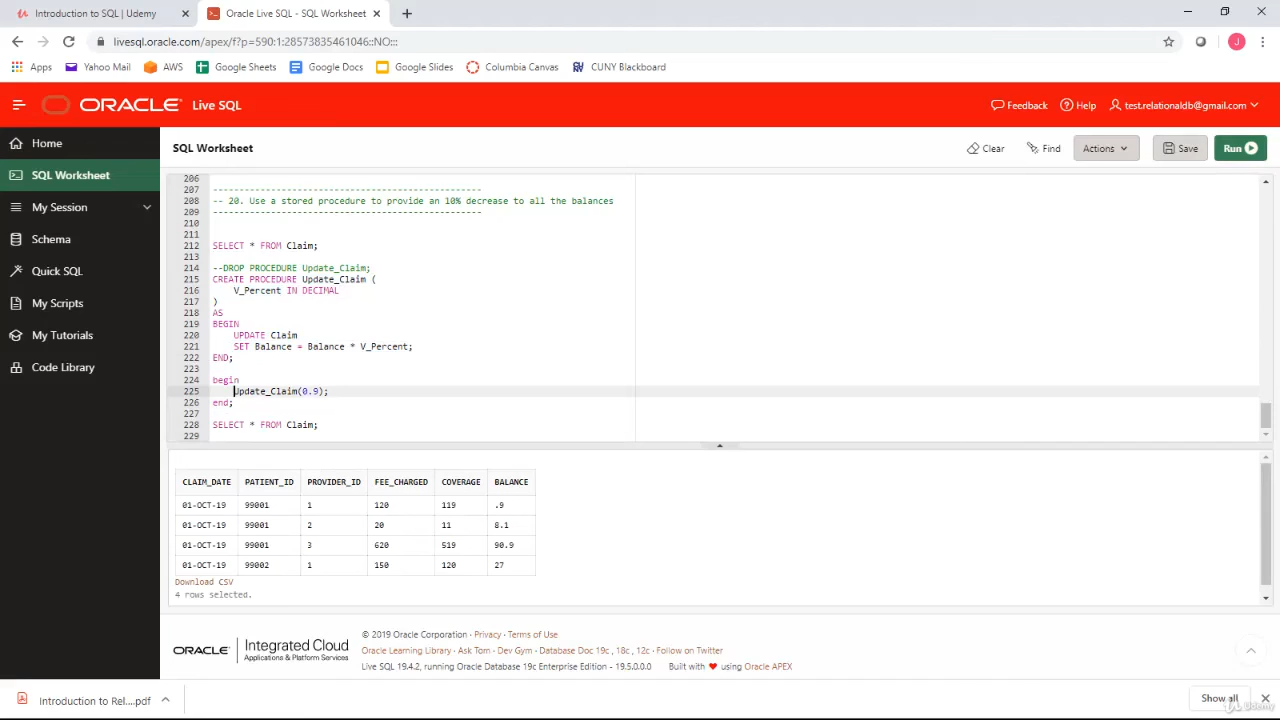 Introduction to SQL | Udemy
Oracle Live SQL - SQL Worksheet
livesql.oracle.com/apex/f?p=590:1:28573835461046::NO:::
J
Apps
Yahoo Mail
AWS
Google Sheets
Google Docs
Google Slides
Columbia Canvas
CUNY Blackboard
ORACLE® Live SQL
Feedback
Help
test.relationaldb@gmail.com
Home
SQL Worksheet
My Session
Schema
Quick SQL
My Scripts
My Tutorials
Code Library
SQL Worksheet
Clear
Find
Actions
Save
Run
206
207 ---------------------------------------------------
208 -- 20. Use a stored procedure to provide an 10% decrease to all the balances
209 ---------------------------------------------------
210
211
212 SELECT * FROM Claim;
213
214 --DROP PROCEDURE Update_Claim;
215 CREATE PROCEDURE Update_Claim (
216 V_Percent IN DECIMAL
217 )
218 AS
219 BEGIN
220 UPDATE Claim
221 SET Balance = Balance * V_Percent;
222 END;
223
224 begin
225 Update_Claim(0.9);
226 end;
227
228 SELECT * FROM Claim;
229
CLAIM_DATE PATIENT_ID PROVIDER_ID FEE_CHARGED COVERAGE BALANCE
01-OCT-19 99001 1 120 119 .9
01-OCT-19 99001 2 20 11 8.1
01-OCT-19 99001 3 620 519 90.9
01-OCT-19 99002 1 150 120 27
Download CSV
4 rows selected.
ORACLE® Integrated Cloud
Applications & Platform Services
© 2019 Oracle Corporation · Privacy · Terms of Use
Oracle Learning Library · Ask Tom · Dev Gym · Database Doc 19c, 18c, 12c · Follow on Twitter
Live SQL 19.4.2, running Oracle Database 19c Enterprise Edition - 19.5.0.0.0 Built with ♥ using Oracle APEX
Introduction to Rel....pdf
Show all
Udemy